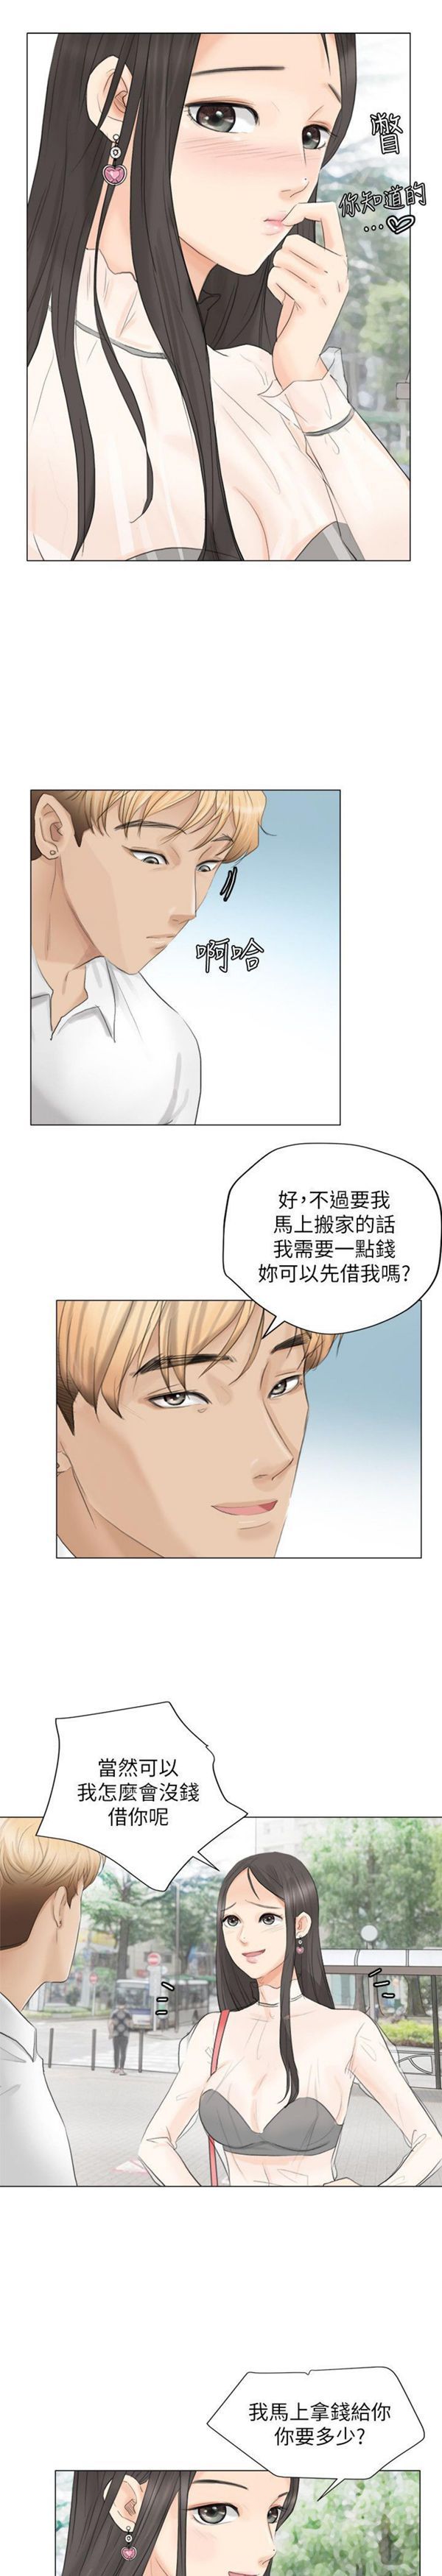 瞥
你知道的
...♡
啊哈
好，不過要我
馬上搬家的話
我需要一點錢
妳可以先借我嗎?
當然可以
我怎麼會沒錢
借你呢
我馬上拿錢給你
你要多少?